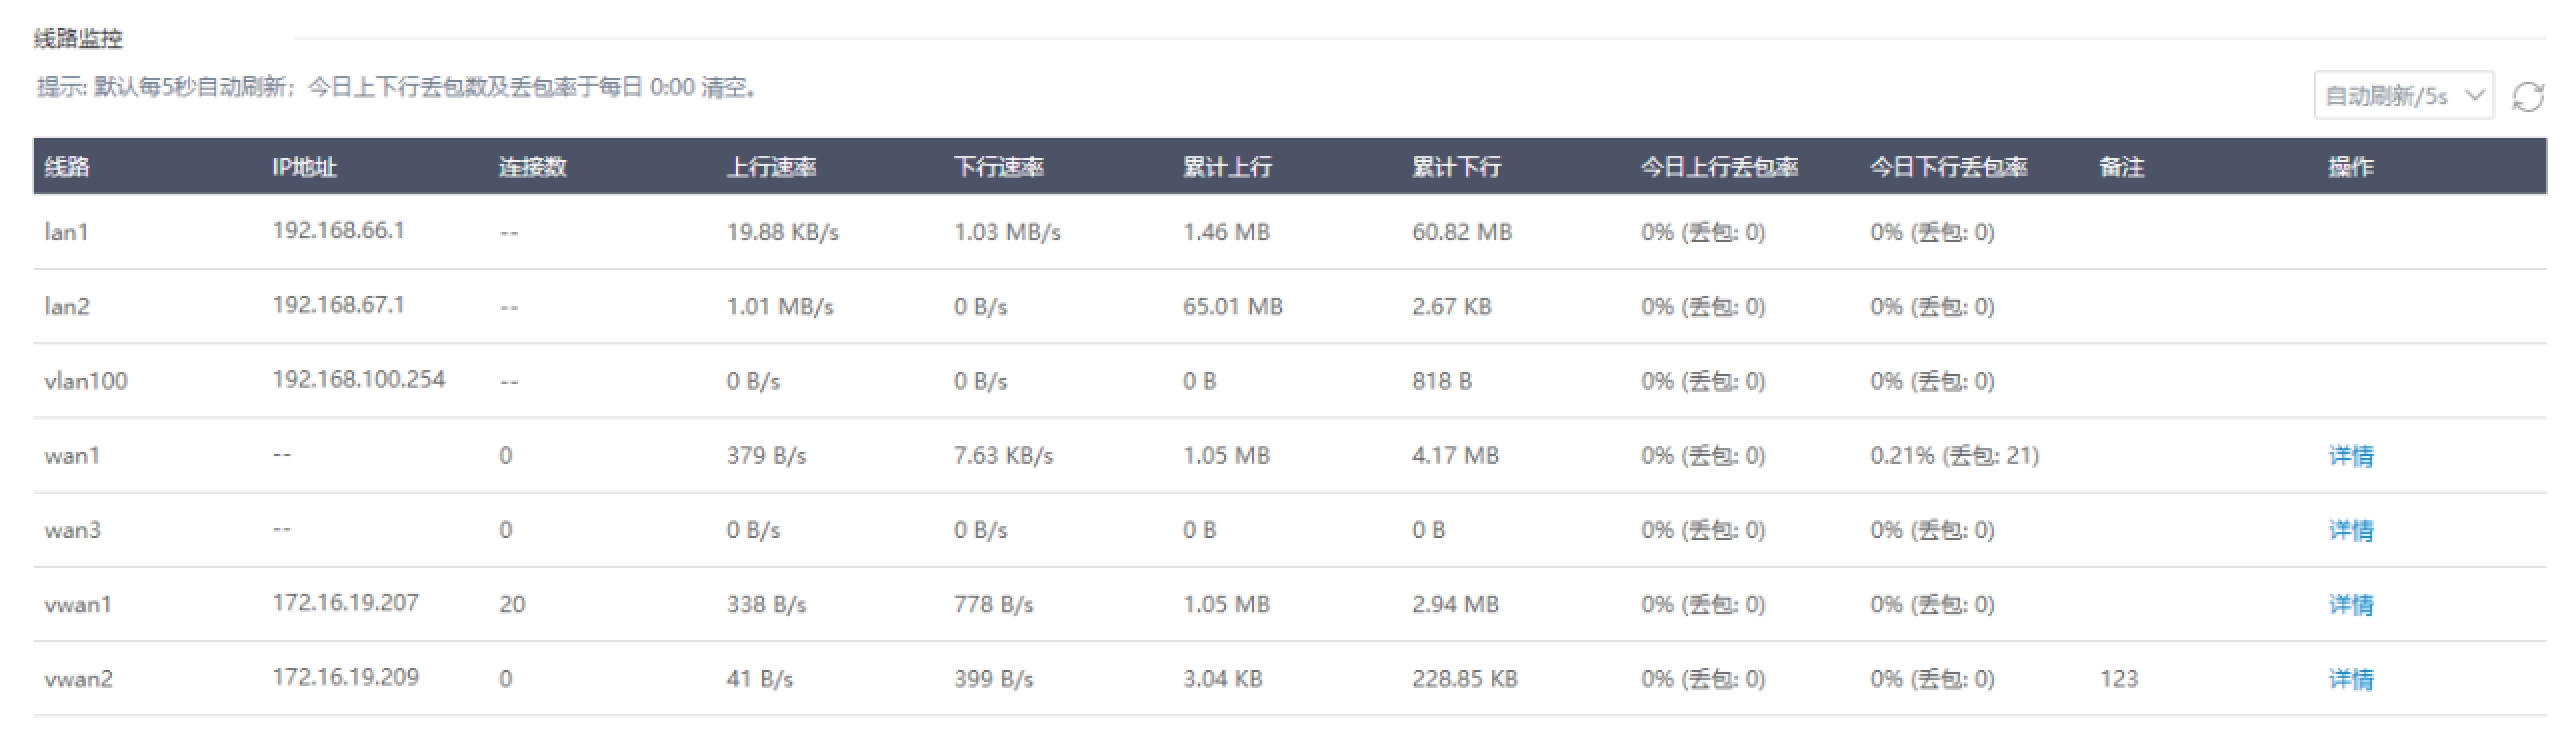 线路监控
提示: 默认每5秒自动刷新；今日上下行丢包数及丢包率于每日 0:00 清空。
自动刷新/5s
线路 IP地址 连接数 上行速率 下行速率 累计上行 累计下行 今日上行丢包率 今日下行丢包率 备注 操作
lan1 192.168.66.1 -- 19.88 KB/s 1.03 MB/s 1.46 MB 60.82 MB 0% (丢包: 0) 0% (丢包: 0)
lan2 192.168.67.1 -- 1.01 MB/s 0 B/s 65.01 MB 2.67 KB 0% (丢包: 0) 0% (丢包: 0)
vlan100 192.168.100.254 -- 0 B/s 0 B/s 0 B 818 B 0% (丢包: 0) 0% (丢包: 0)
wan1 -- 0 379 B/s 7.63 KB/s 1.05 MB 4.17 MB 0% (丢包: 0) 0.21% (丢包: 21) 详情
wan3 -- 0 0 B/s 0 B/s 0 B 0 B 0% (丢包: 0) 0% (丢包: 0) 详情
vwan1 172.16.19.207 20 338 B/s 778 B/s 1.05 MB 2.94 MB 0% (丢包: 0) 0% (丢包: 0) 详情
vwan2 172.16.19.209 0 41 B/s 399 B/s 3.04 KB 228.85 KB 0% (丢包: 0) 0% (丢包: 0) 123 详情